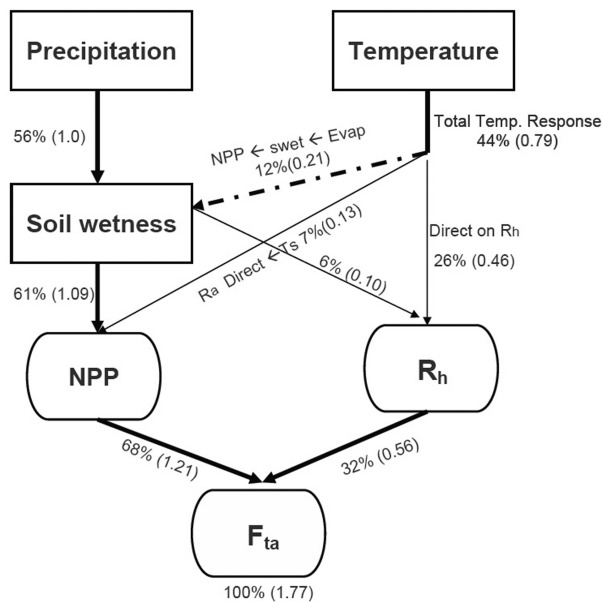 Precipitation
Temperature
56% (1.0)
Total Temp. Response
44% (0.79)
NPP ← swet ← Evap
12%(0.21)
Soil wetness
Ra Direct ←Ts 7%(0.13)
Direct on Rh
26% (0.46)
6% (0.10)
61% (1.09)
NPP
Rh
68% (1.21)
32% (0.56)
Fta
100% (1.77)